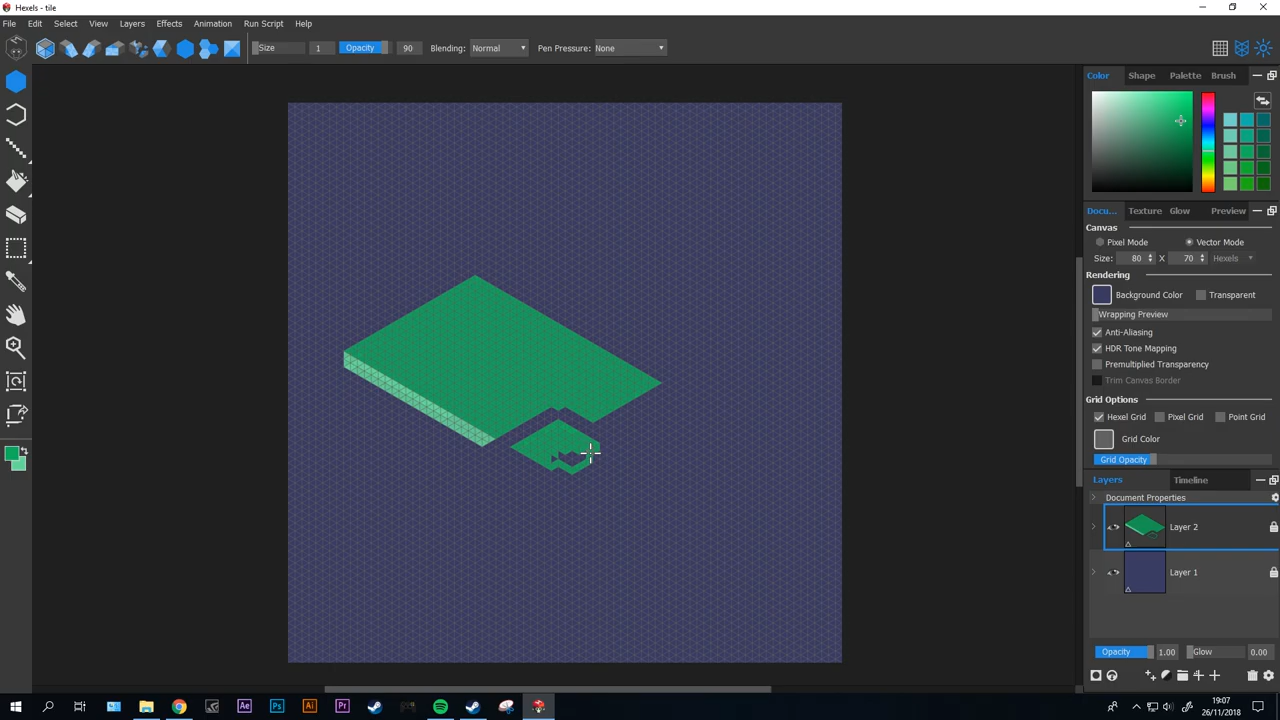 Hexels - tile
File Edit Select View Layers Effects Animation Run Script Help
Size 1 Opacity 90 Blending: Normal Pen Pressure: None
Color Shape Palette Brush
Docu... Texture Glow Preview
Canvas
Pixel Mode Vector Mode
Size: 80 X 70 Hexels
Rendering
Background Color Transparent
Wrapping Preview
Anti-Aliasing
HDR Tone Mapping
Premultiplied Transparency
Trim Canvas Border
Grid Options
Hexel Grid Pixel Grid Point Grid
Grid Color
Grid Opacity
Layers Timeline
Document Properties
Layer 2
Layer 1
Opacity 1.00 Glow 0.00
Ae Ps Ai Pr
19:07
26/11/2018